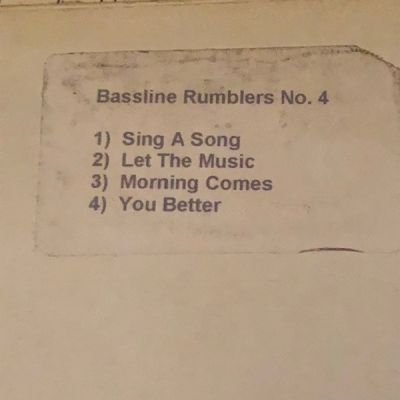 Bassline Rumblers No. 4
1) Sing A Song
2) Let The Music
3) Morning Comes
4) You Better